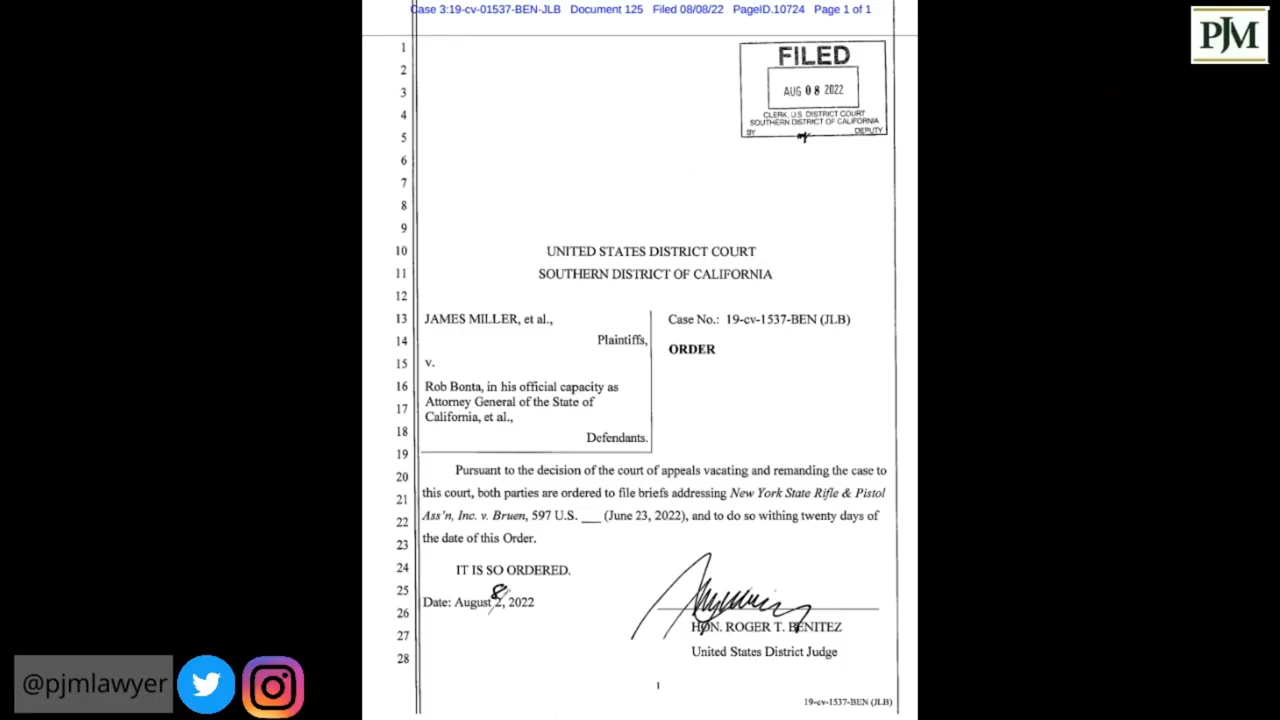 Case 3:19-cv-01537-BEN-JLB Document 125 Filed 08/08/22 PageID.10724 Page 1 of 1
PJM
FILED
AUG 08 2022
CLERK, U.S. DISTRICT COURT
SOUTHERN DISTRICT OF CALIFORNIA
BY DEPUTY
1
2
3
4
5
6
7
8
9
10 UNITED STATES DISTRICT COURT
11 SOUTHERN DISTRICT OF CALIFORNIA
12
13 JAMES MILLER, et al., Case No.: 19-cv-1537-BEN (JLB)
14 Plaintiffs,
ORDER
15 v.
16 Rob Bonta, in his official capacity as
17 Attorney General of the State of
California, et al.,
18 Defendants.
19
20 Pursuant to the decision of the court of appeals vacating and remanding the case to
21 this court, both parties are ordered to file briefs addressing New York State Rifle & Pistol
22 Ass'n, Inc. v. Bruen, 597 U.S. ___ (June 23, 2022), and to do so withing twenty days of
23 the date of this Order.
24 IT IS SO ORDERED.
25 8
26 Date: August 2, 2022
27 HON. ROGER T. BENITEZ
28 United States District Judge
1
19-cv-1537-BEN (JLB)
@pjmlawyer